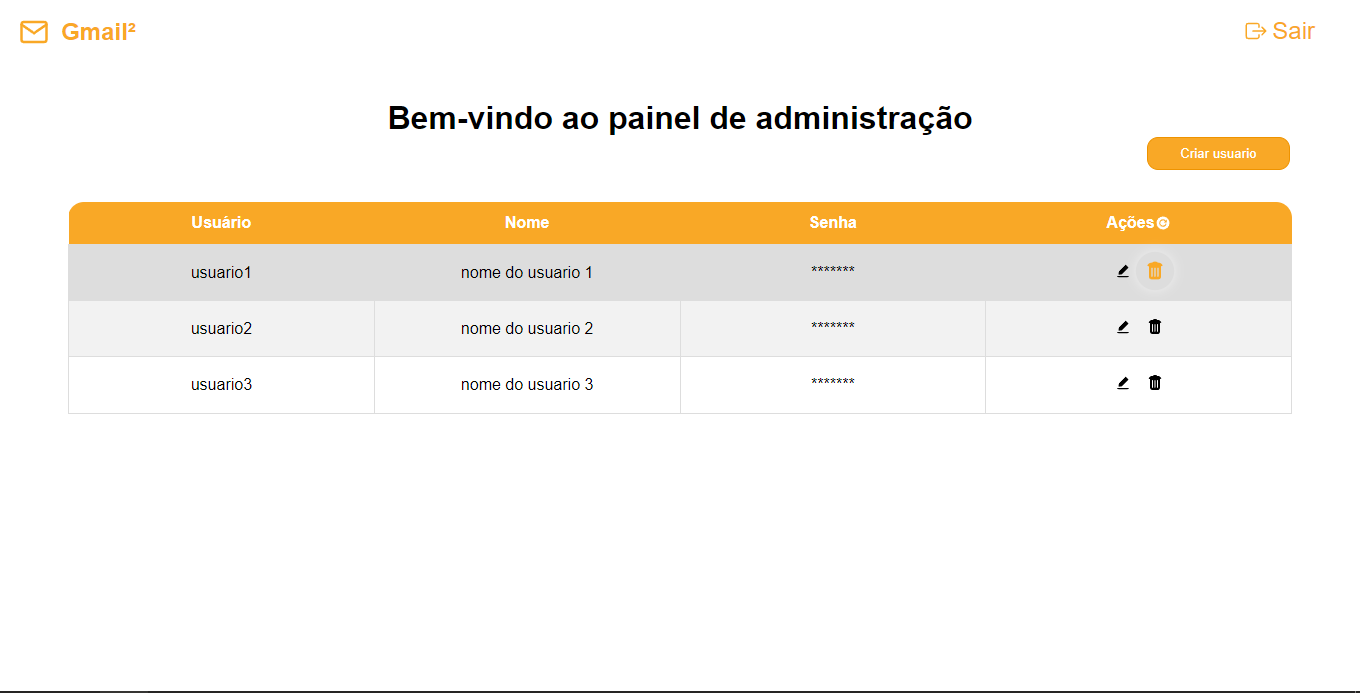 Gmail² Sair
Bem-vindo ao painel de administração
Criar usuario
Usuário Nome Senha Ações
usuario1 nome do usuario 1 *******
usuario2 nome do usuario 2 *******
usuario3 nome do usuario 3 *******